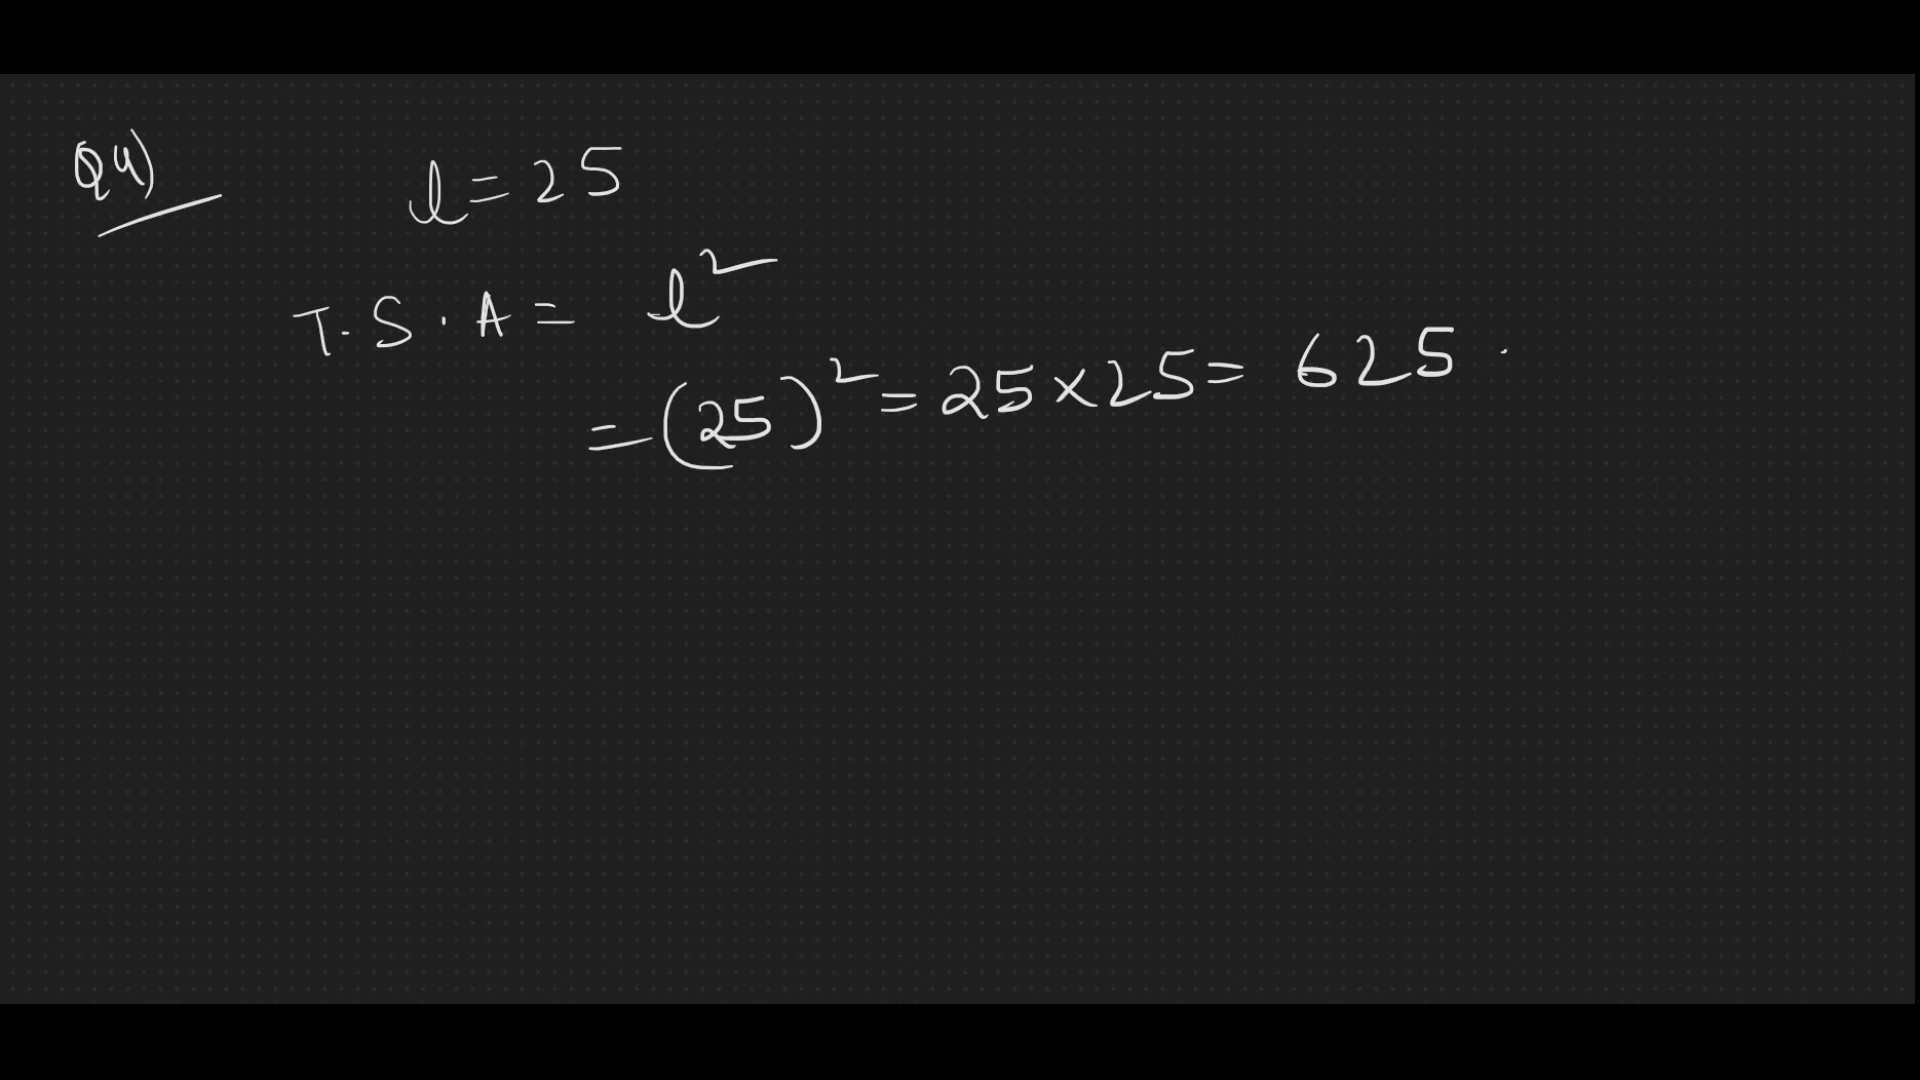 Q4)
l = 25
T.S.A = l²
= (25)² = 25 × 25 = 625.